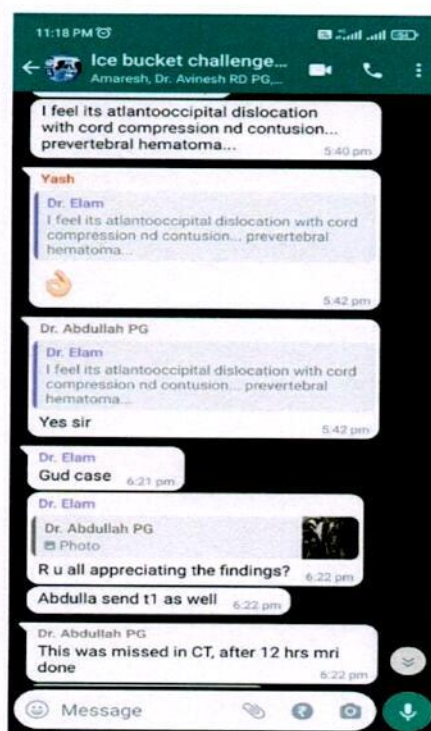 11:18 PM
Ice bucket challenge...
Amaresh, Dr. Avinesh RD PG,...
I feel its atlantooccipital dislocation
with cord compression nd contusion...
prevertebral hematoma...
5:40 pm
Yash
Dr. Elam
I feel its atlantooccipital dislocation with cord
compression nd contusion... prevertebral
hematoma...
5:42 pm
Dr. Abdullah PG
Dr. Elam
I feel its atlantooccipital dislocation with cord
compression nd contusion... prevertebral
hematoma...
Yes sir
5:42 pm
Dr. Elam
Gud case 6:21 pm
Dr. Elam
Dr. Abdullah PG
Photo
R u all appreciating the findings? 6:22 pm
Abdulla send t1 as well 6:22 pm
Dr. Abdullah PG
This was missed in CT, after 12 hrs mri
done
6:22 pm
Message